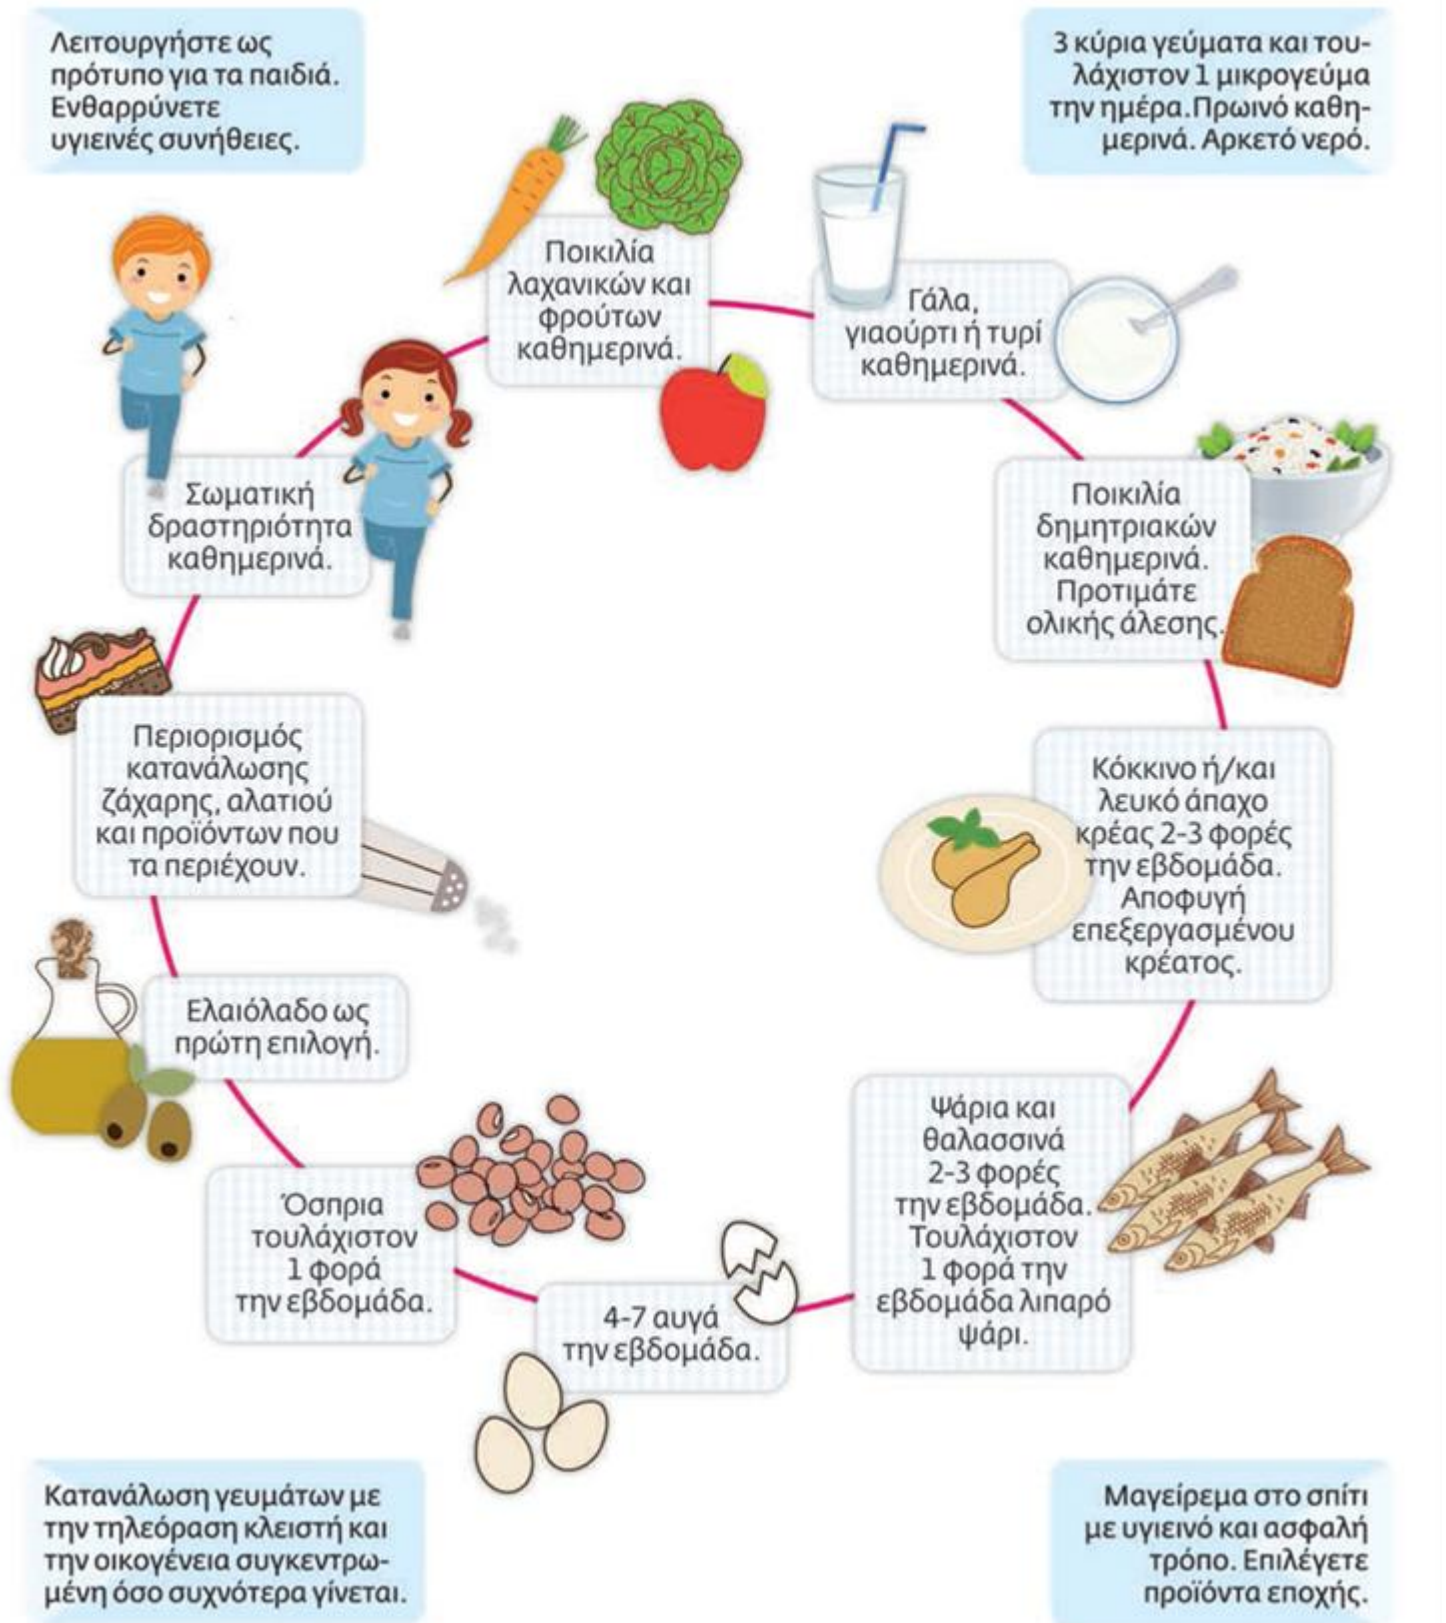 Λειτουργήστε ως
πρότυπο για τα παιδιά.
Ενθαρρύνετε
υγιεινές συνήθειες.
3 κύρια γεύματα και του-
λάχιστον 1 μικρογεύμα
την ημέρα.Πρωινό καθη-
μερινά. Αρκετό νερό.
Ποικιλία
λαχανικών και
φρούτων
καθημερινά.
Γάλα,
γιαούρτι ή τυρί
καθημερινά.
Ποικιλία
δημητριακών
καθημερινά.
Προτιμάτε
ολικής άλεσης.
Κόκκινο ή/και
λευκό άπαχο
κρέας 2-3 φορές
την εβδομάδα.
Αποφυγή
επεξεργασμένου
κρέατος.
Ψάρια και
θαλασσινά
2-3 φορές
την εβδομάδα.
Τουλάχιστον
1 φορά την
εβδομάδα λιπαρό
ψάρι.
4-7 αυγά
την εβδομάδα.
Όσπρια
τουλάχιστον
1 φορά
την εβδομάδα.
Ελαιόλαδο ως
πρώτη επιλογή.
Περιορισμός
κατανάλωσης
ζάχαρης, αλατιού
και προϊόντων που
τα περιέχουν.
Σωματική
δραστηριότητα
καθημερινά.
Κατανάλωση γευμάτων με
την τηλεόραση κλειστή και
την οικογένεια συγκεντρω-
μένη όσο συχνότερα γίνεται.
Μαγείρεμα στο σπίτι
με υγιεινό και ασφαλή
τρόπο. Επιλέγετε
προϊόντα εποχής.